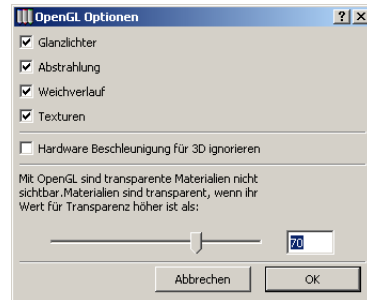 OpenGL Optionen
Glanzlichter
Abstrahlung
Weichverlauf
Texturen
Hardware Beschleunigung für 3D ignorieren
Mit OpenGL sind transparente Materialien nicht
sichtbar.Materialien sind transparent, wenn ihr
Wert für Transparenz höher ist als:
70
Abbrechen
OK